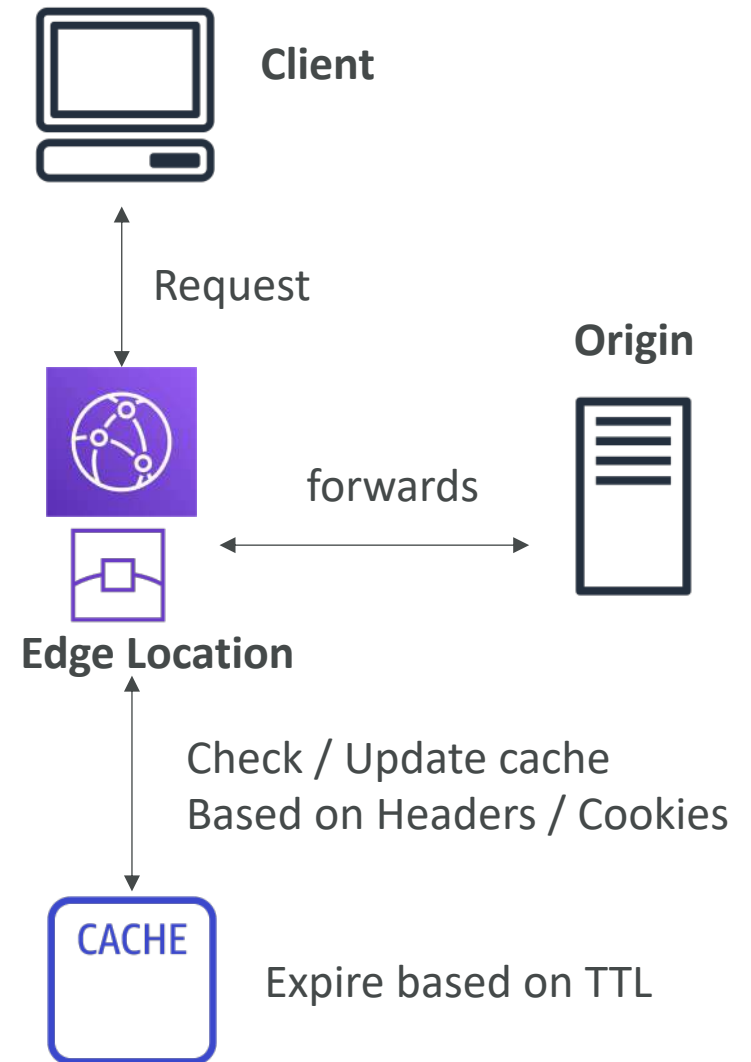 Client
Request
Origin
forwards
Edge Location
Check / Update cache
Based on Headers / Cookies
CACHE
Expire based on TTL